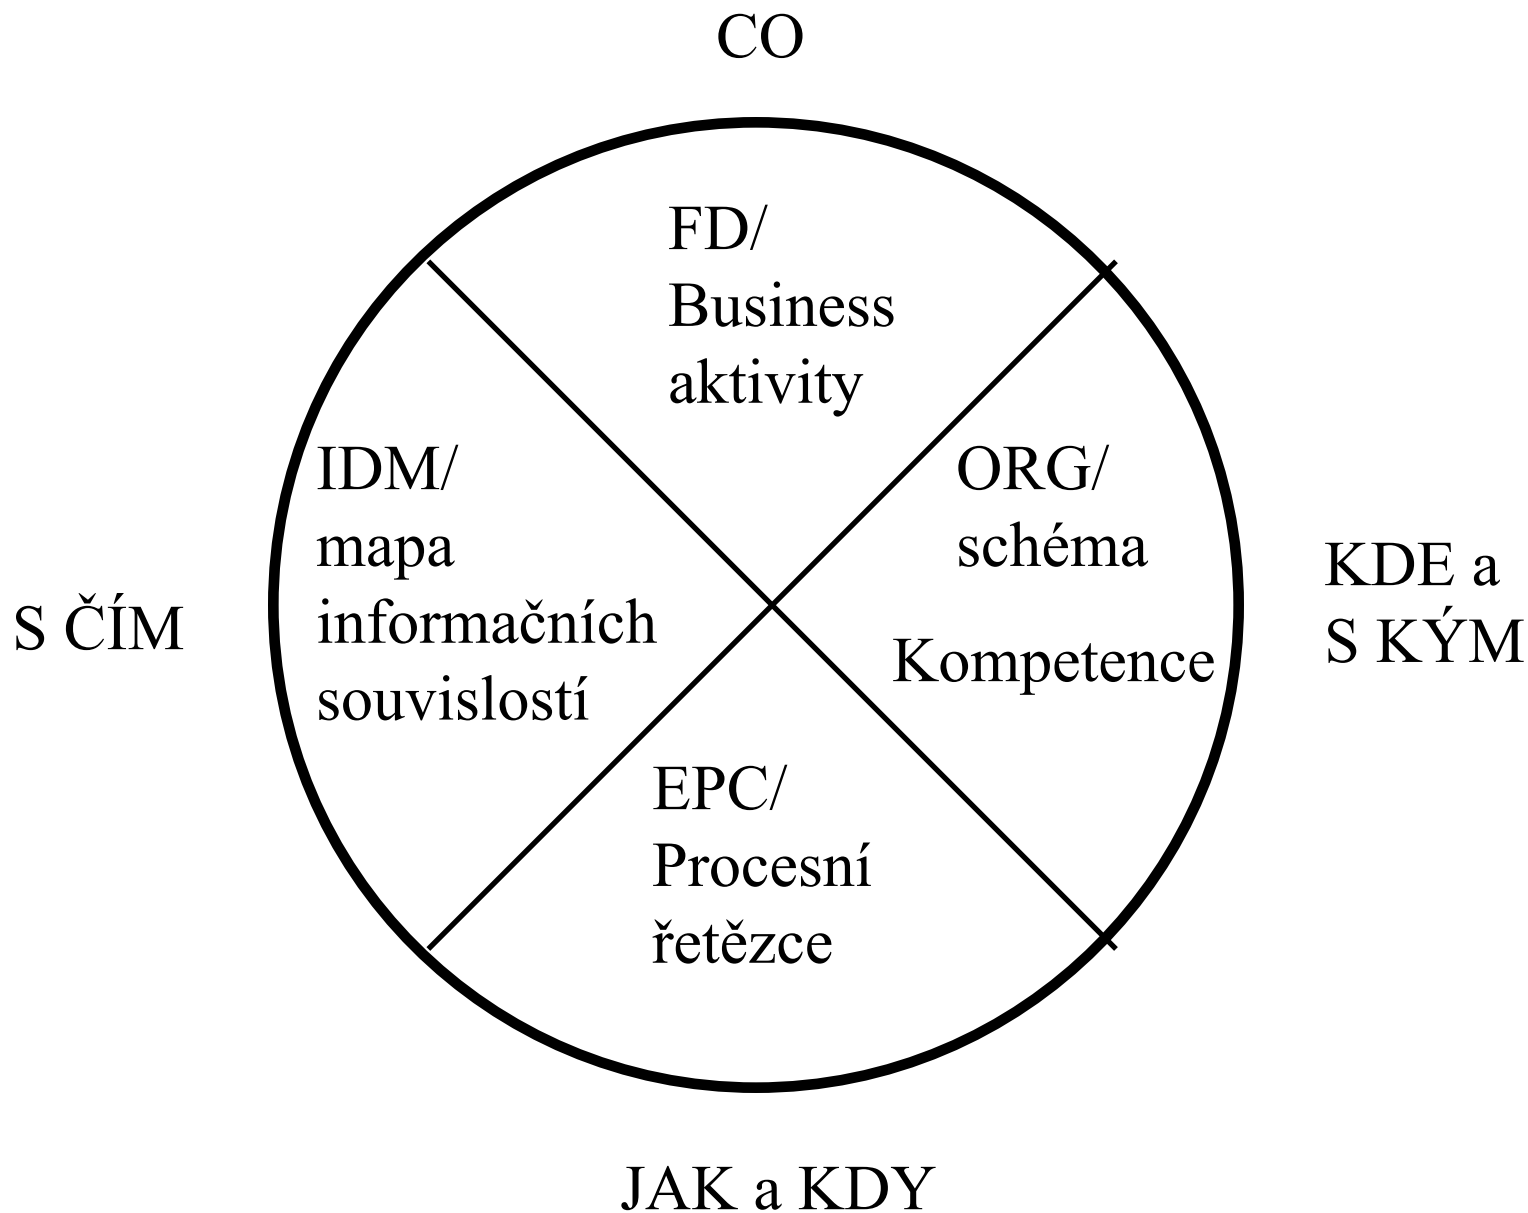 CO
FD/
Business
aktivity
IDM/
mapa
informačních
souvislostí
ORG/
schéma
Kompetence
S ČÍM
KDE a
S KÝM
EPC/
Procesní
řetězce
JAK a KDY